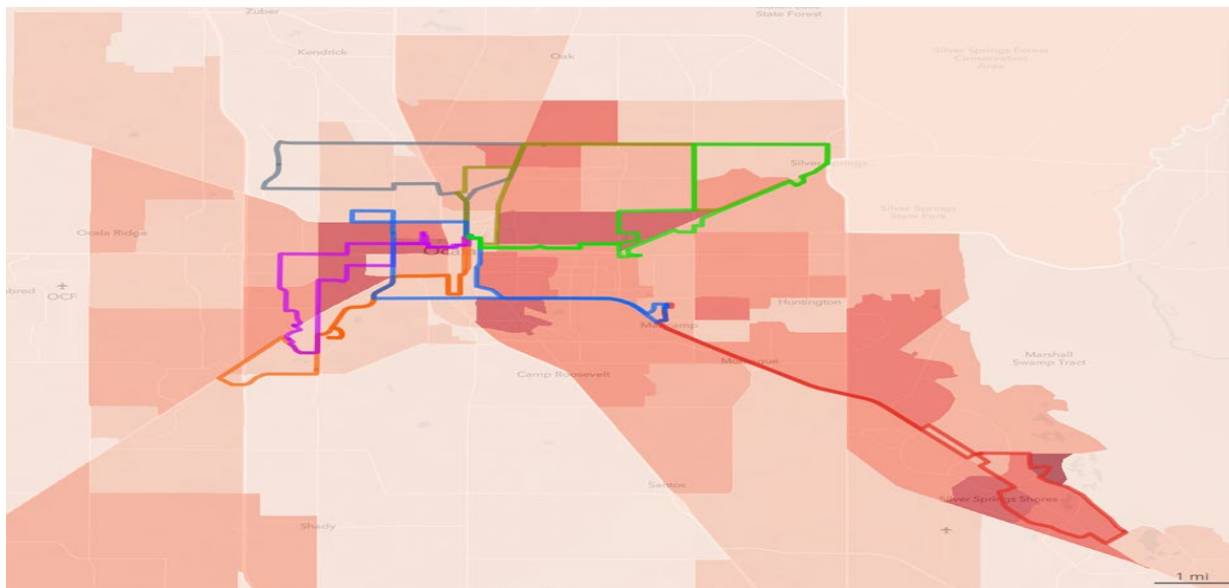 Zuber
State Forest
Kendrick
Oak
Silver Springs Forest
Conservation
Area
Silver Springs
Silver Springs
State Park
Ocala Ridge
Ocala
OCF
Huntington
Maricamp
Marshall
Swamp Tract
Montague
Camp Roosevelt
Santos
Silver Springs Shores
Shady
1 mi